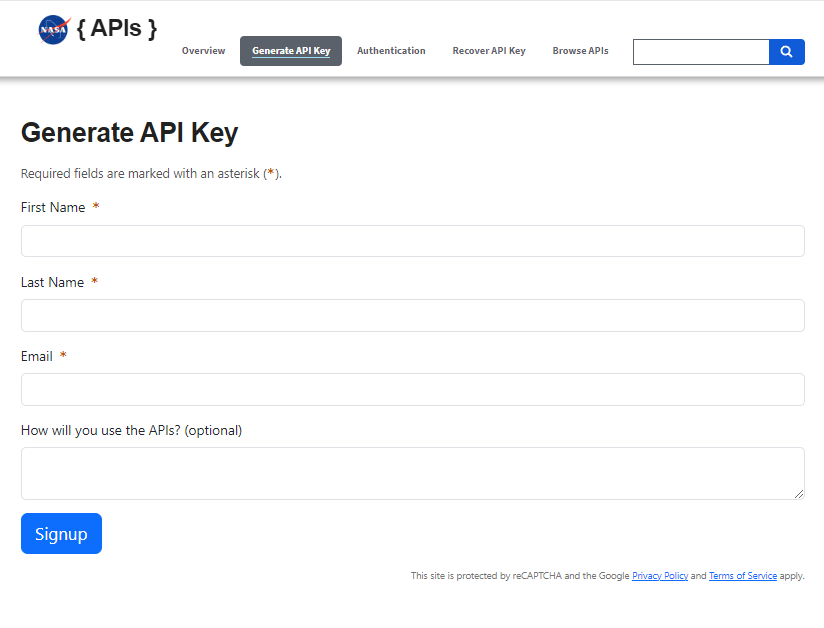 NASA { APIs }
Overview Generate API Key Authentication Recover API Key Browse APIs
Generate API Key
Required fields are marked with an asterisk (*).
First Name *
Last Name *
Email *
How will you use the APIs? (optional)
Signup
This site is protected by reCAPTCHA and the Google Privacy Policy and Terms of Service apply.